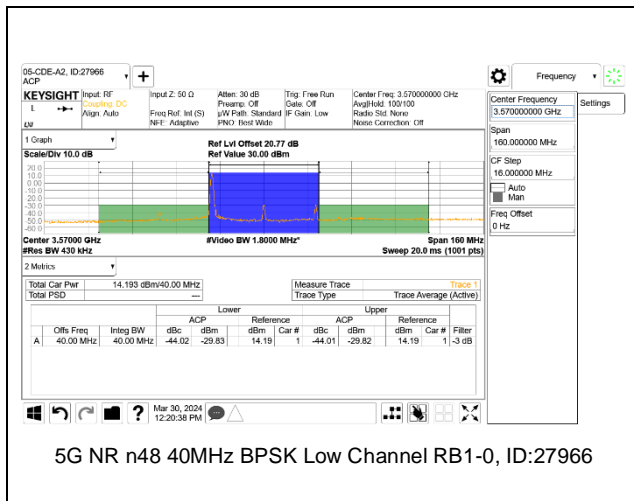 05-CDE-A2, ID:27966
ACP
Frequency
KEYSIGHT Input: RF Input Z: 50 Ω Atten: 30 dB Trig: Free Run Center Freq: 3.570000000 GHz
Coupling: DC Preamp: Off Gate: Off Avg|Hold: 100/100
Align: Auto Freq Ref: Int (S) µW Path: Standard IF Gain: Low Radio Std: None
NFE: Adaptive PNO: Best Wide Noise Correction: Off
L
Center Frequency
3.570000000 GHz
Settings
Span
160.000000 MHz
CF Step
16.000000 MHz
Auto
Man
Freq Offset
0 Hz
1 Graph
Scale/Div 10.0 dB
Ref Lvl Offset 20.77 dB
Ref Value 30.00 dBm
20.0
10.0
0.00
-10.0
-20.0
-30.0
-40.0
-50.0
-60.0
Center 3.57000 GHz #Video BW 1.8000 MHz* Span 160 MHz
#Res BW 430 kHz Sweep 20.0 ms (1001 pts)
2 Metrics
Total Car Pwr 14.193 dBm/40.00 MHz Measure Trace Trace 1
Total PSD --- Trace Type Trace Average (Active)
Lower Upper
ACP Reference ACP Reference
Offs Freq Integ BW dBc dBm dBm Car # dBc dBm dBm Car # Filter
A 40.00 MHz 40.00 MHz -44.02 -29.83 14.19 1 -44.01 -29.82 14.19 1 -3 dB
Mar 30, 2024
12:20:38 PM
5G NR n48 40MHz BPSK Low Channel RB1-0, ID:27966